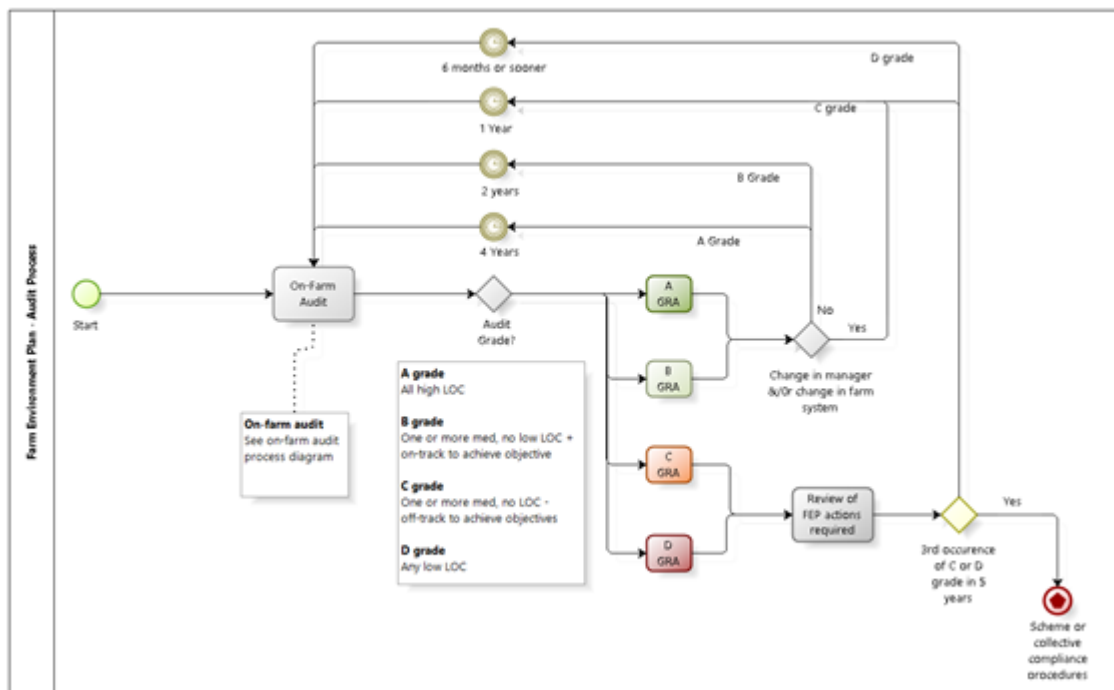 Farm Environment Plan - Audit Process
D grade
6 months or sooner
C grade
1 Year
B Grade
2 years
A Grade
4 Years
Start
On-Farm
Audit
Audit
Grade?
A
GRA
B
GRA
C
GRA
D
GRA
No
Yes
Change in manager
&/0r change in farm
system
On-farm audit
See on-farm audit
process diagram
A grade
All high LOC
B grade
One or more med, no low LOC +
on-track to achieve objective
C grade
One or more med, no LOC -
off-track to achieve objectives
D grade
Any low LOC
Review of
FEP actions
required
Yes
3rd occurence
of C or D
grade in 5
years
Scheme or
collective
compliance
procedures